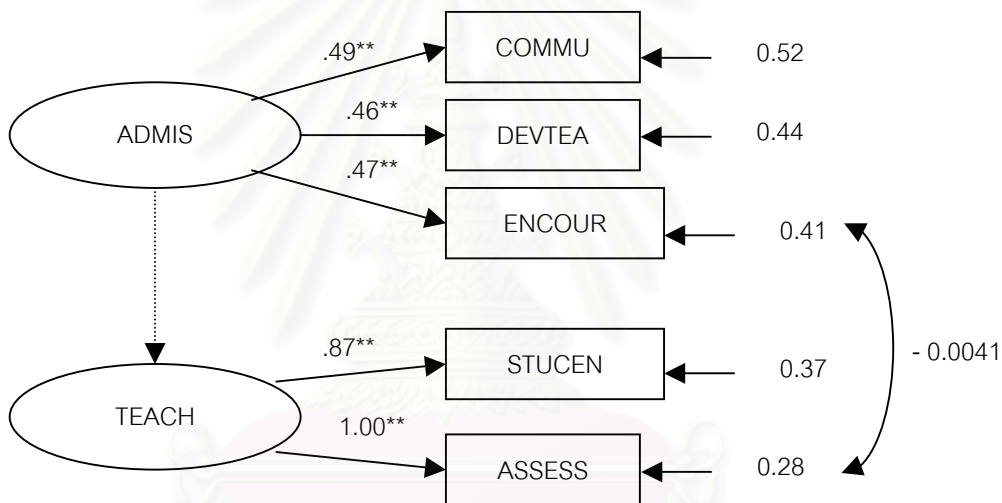 .49** COMMU 0.52
ADMIS .46** DEVTEA 0.44
.47** ENCOUR 0.41
.87** STUCEN 0.37 - 0.0041
TEACH 1.00** ASSESS 0.28